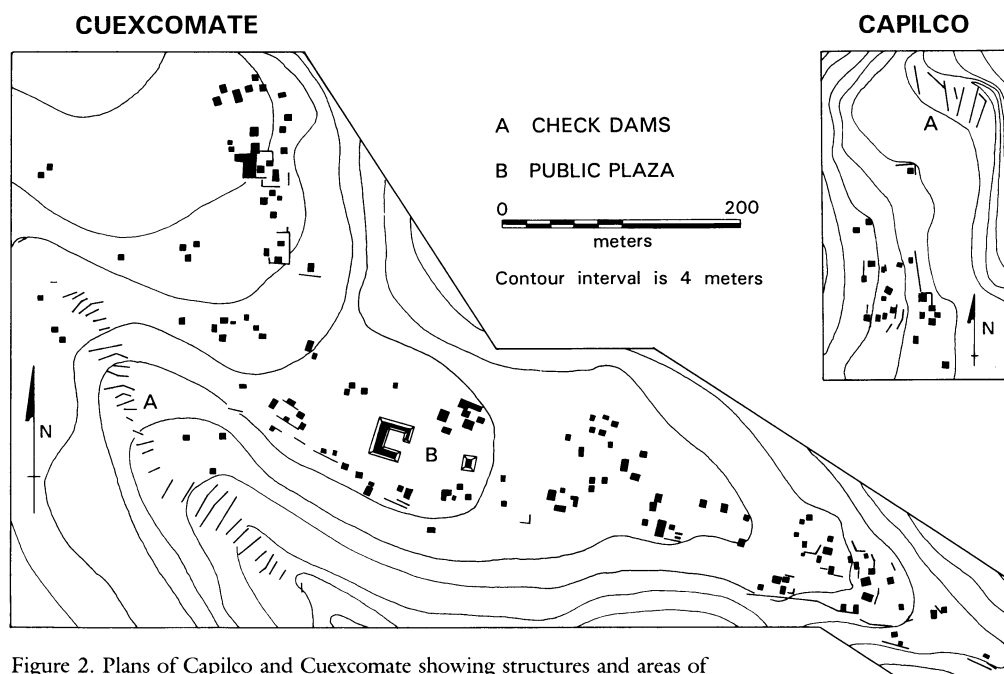 CUEXCOMATE
CAPILCO
A CHECK DAMS
B PUBLIC PLAZA
0 200
meters
Contour interval is 4 meters
A
N
N
A
B
Figure 2. Plans of Capilco and Cuexcomate showing structures and areas of